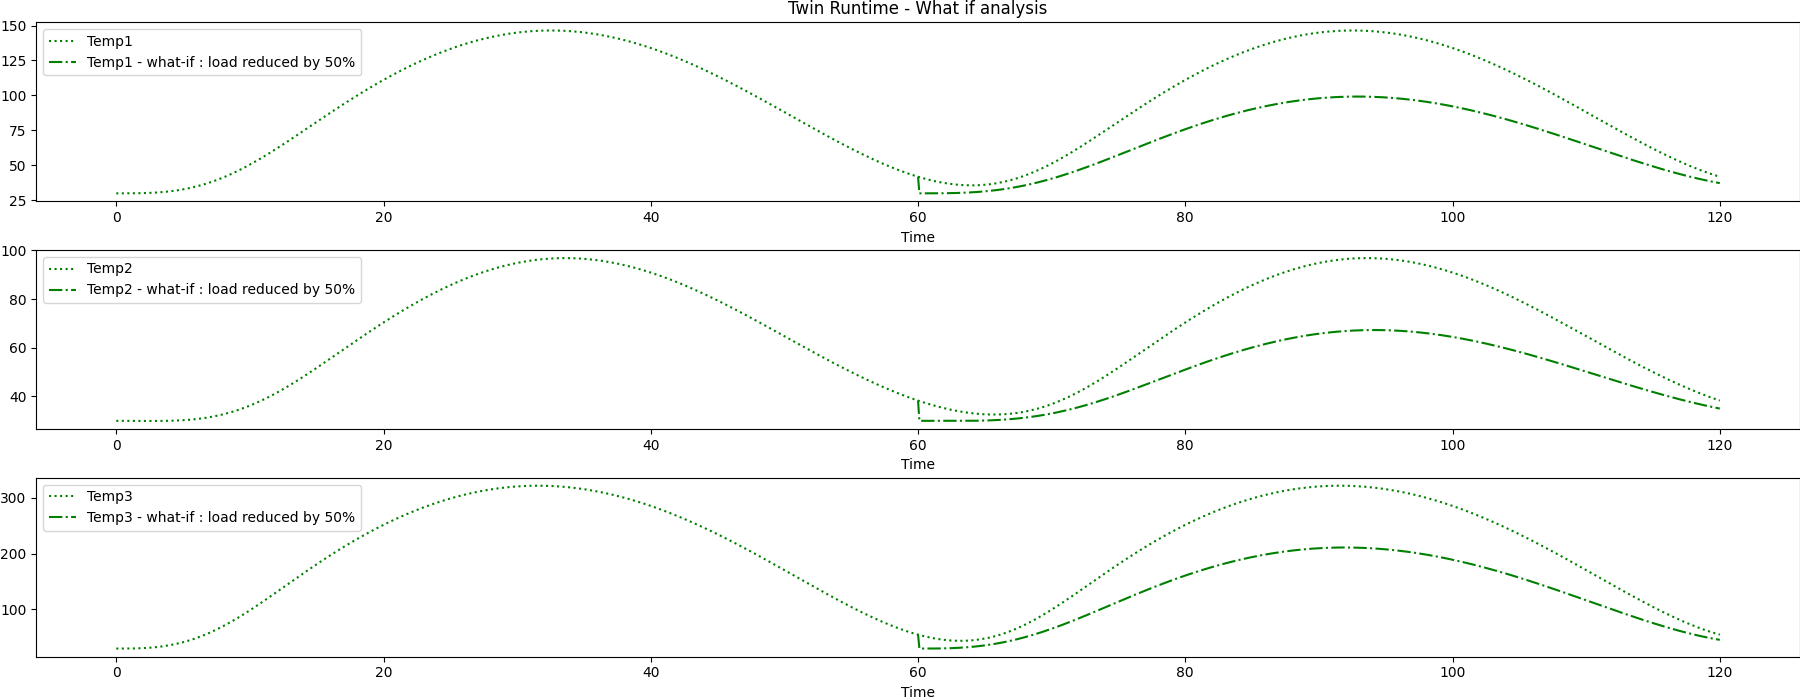 Twin Runtime - What if analysis
150
125
100
75
50
25
Temp1
Temp1 - what-if : load reduced by 50%
0 20 40 60 80 100 120
Time
100
80
60
40
Temp2
Temp2 - what-if : load reduced by 50%
0 20 40 60 80 100 120
Time
300
200
100
Temp3
Temp3 - what-if : load reduced by 50%
0 20 40 60 80 100 120
Time